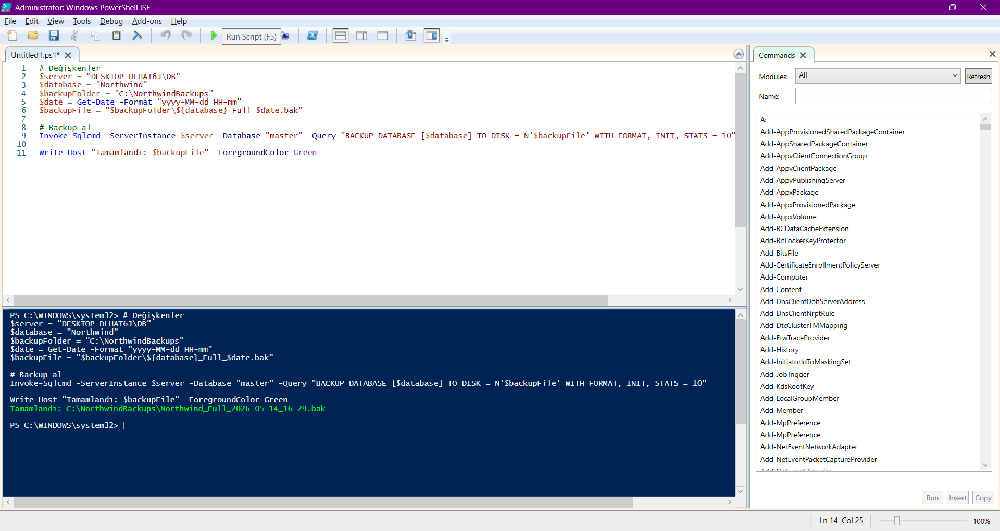 Administrator: Windows PowerShell ISE
File Edit View Tools Debug Add-ons Help
Run Script (F5)
Untitled1.ps1*
1 # Değişkenler
2 $server = "DESKTOP-DLHAT6J\DB"
3 $database = "Northwind"
4 $backupFolder = "C:\NorthwindBackups"
5 $date = Get-Date -Format "yyyy-MM-dd_HH-mm"
6 $backupFile = "$backupFolder\${database}_Full_$date.bak"
7
8 # Backup al
9 Invoke-Sqlcmd -ServerInstance $server -Database "master" -Query "BACKUP DATABASE [$database] TO DISK = N'$backupFile' WITH FORMAT, INIT, STATS = 10"
10
11 Write-Host "Tamamlandı: $backupFile" -ForegroundColor Green
PS C:\WINDOWS\system32> # Değişkenler
$server = "DESKTOP-DLHAT6J\DB"
$database = "Northwind"
$backupFolder = "C:\NorthwindBackups"
$date = Get-Date -Format "yyyy-MM-dd_HH-mm"
$backupFile = "$backupFolder\${database}_Full_$date.bak"
# Backup al
Invoke-Sqlcmd -ServerInstance $server -Database "master" -Query "BACKUP DATABASE [$database] TO DISK = N'$backupFile' WITH FORMAT, INIT, STATS = 10"
Write-Host "Tamamlandı: $backupFile" -ForegroundColor Green
Tamamlandı: C:\NorthwindBackups\Northwind_Full_2026-05-14_16-29.bak
PS C:\WINDOWS\system32>
Commands
Modules: All Refresh
Name:
A:
Add-AppProvisionedSharedPackageContainer
Add-AppSharedPackageContainer
Add-AppvClientConnectionGroup
Add-AppvClientPackage
Add-AppvPublishingServer
Add-AppxPackage
Add-AppxProvisionedPackage
Add-AppxVolume
Add-BCDataCacheExtension
Add-BitLockerKeyProtector
Add-BitsFile
Add-CertificateEnrollmentPolicyServer
Add-Computer
Add-Content
Add-DnsClientDohServerAddress
Add-DnsClientNrptRule
Add-DtcClusterTMMapping
Add-EtwTraceProvider
Add-History
Add-InitiatorIdToMaskingSet
Add-JobTrigger
Add-KdsRootKey
Add-LocalGroupMember
Add-Member
Add-MpPreference
Add-MpPreference
Add-NetEventNetworkAdapter
Add-NetEventPacketCaptureProvider
Run Insert Copy
Ln 14 Col 25 100%